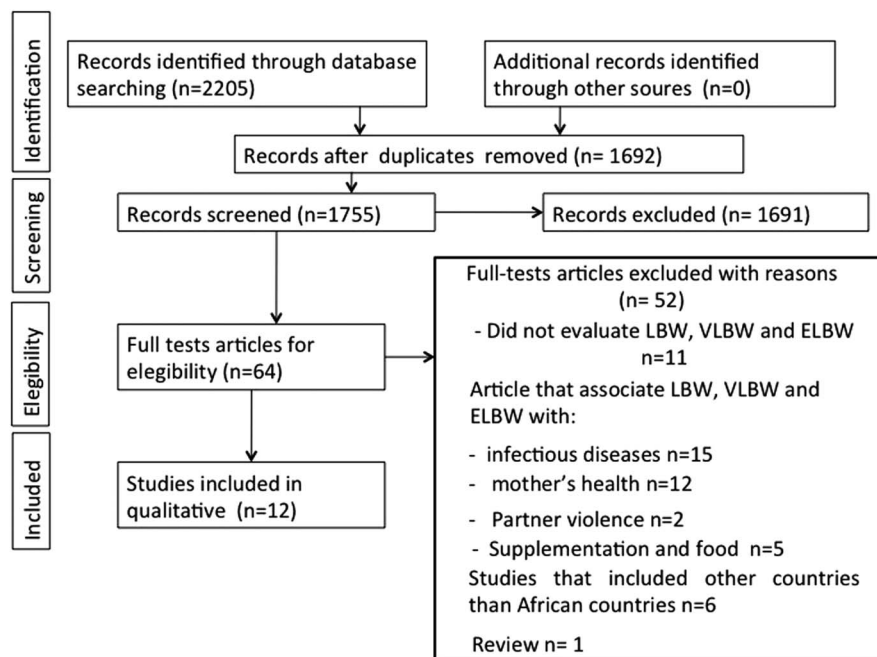 Identification
Records identified through database
searching (n=2205)
Additional records identified
through other soures (n=0)
Records after duplicates removed (n= 1692)
Screening
Records screened (n=1755)
Records excluded (n= 1691)
Elegibility
Full tests articles for
elegibility (n=64)
Full-tests articles excluded with reasons
(n= 52)
- Did not evaluate LBW, VLBW and ELBW
n=11
Article that associate LBW, VLBW and
ELBW with:
- infectious diseases n=15
- mother's health n=12
- Partner violence n=2
- Supplementation and food n=5
Studies that included other countries
than African countries n=6
Review n= 1
Included
Studies included in
qualitative (n=12)